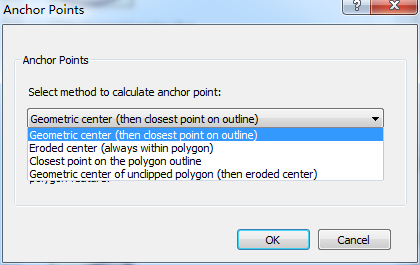 Anchor Points
?
Anchor Points
Select method to calculate anchor point:
Geometric center (then closest point on outline)
Geometric center (then closest point on outline)
Eroded center (always within polygon)
Closest point on the polygon outline
Geometric center of unclipped polygon (then eroded center)
OK Cancel